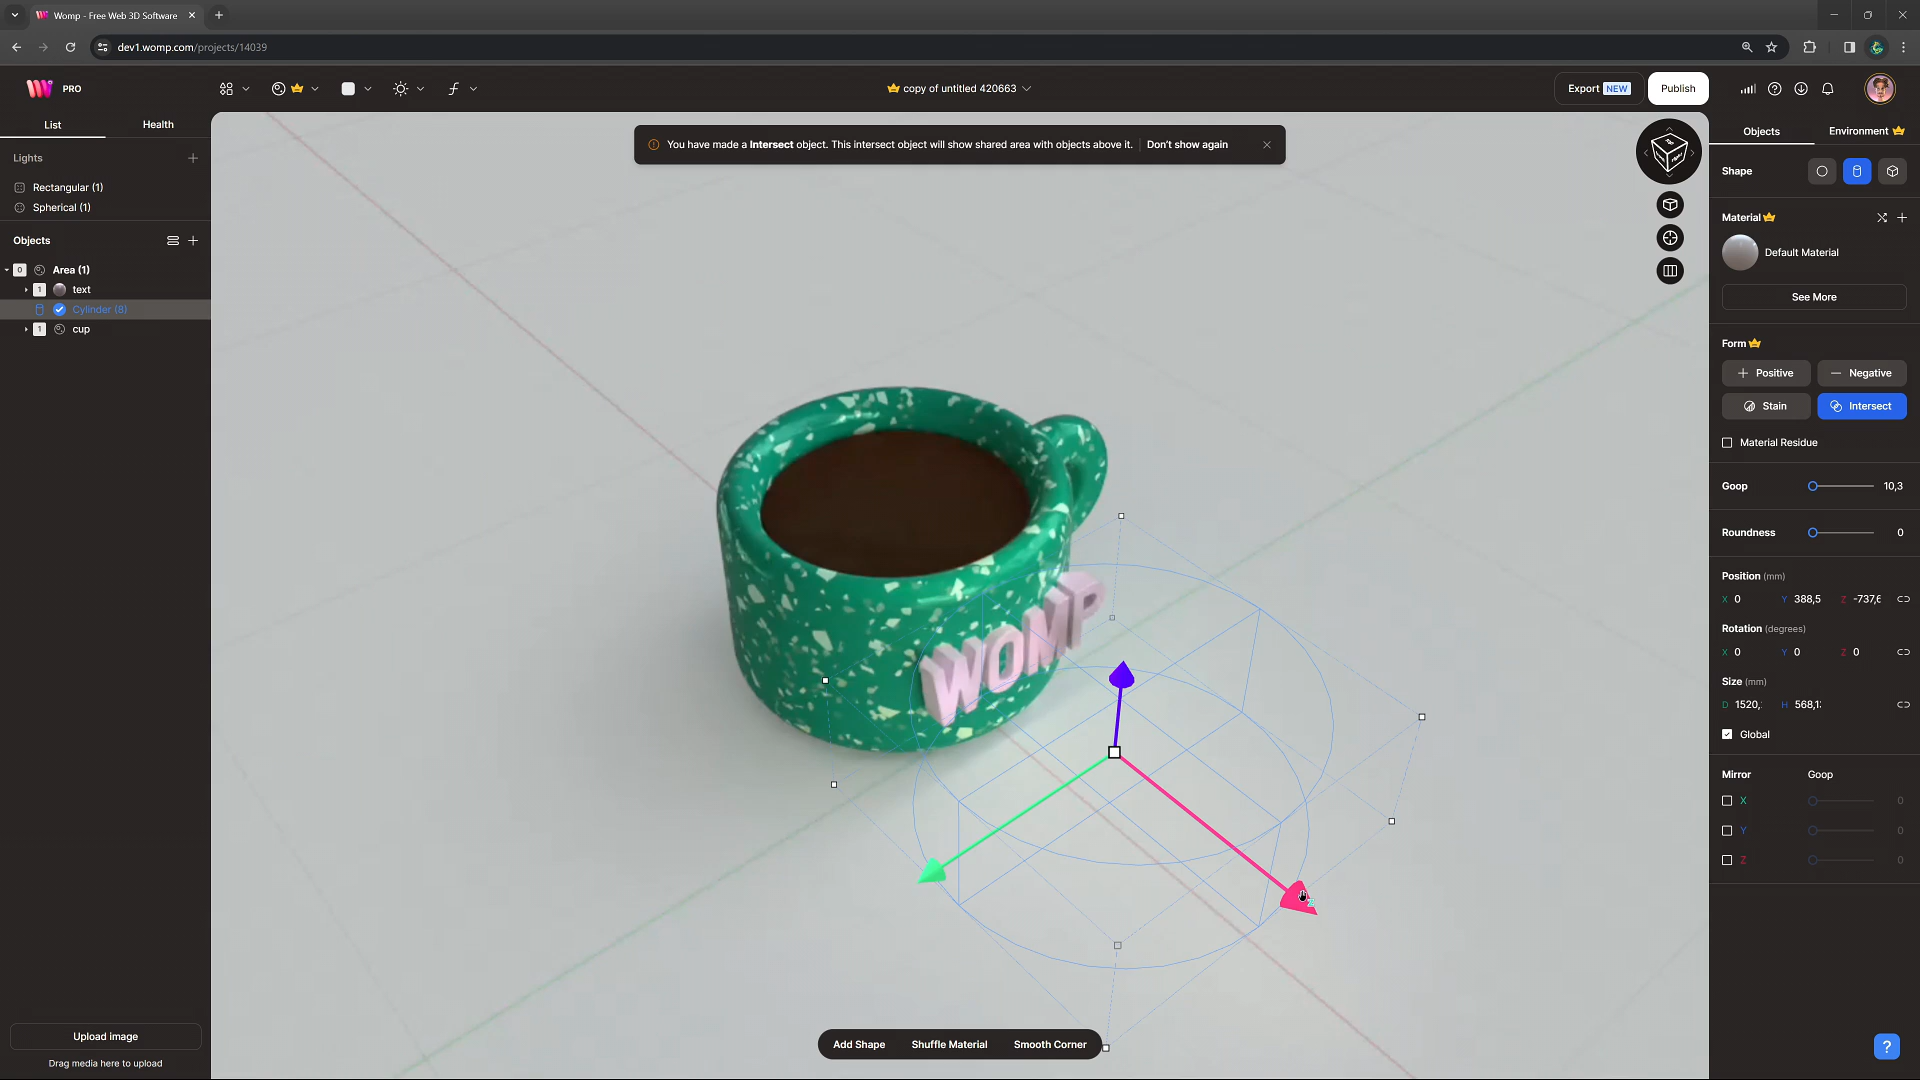 Womp - Free Web 3D Software
dev1.womp.com/projects/14039
PRO
copy of untitled 420663
Export NEW
Publish
List
Health
Lights
Rectangular (1)
Spherical (1)
Objects
0 Area (1)
1 text
Cylinder (8)
1 cup
Upload image
Drag media here to upload
You have made a Intersect object. This intersect object will show shared area with objects above it. Don't show again
WOMP
Add Shape
Shuffle Material
Smooth Corner
Objects
Environment
Shape
Material
Default Material
See More
Form
Positive
Negative
Stain
Intersect
Material Residue
Goop 10,3
Roundness 0
Position (mm)
X 0 Y 388,5 Z -737,6
Rotation (degrees)
X 0 Y 0 Z 0
Size (mm)
D 1520, H 568,1
Global
Mirror Goop
X 0
Y 0
Z 0
?